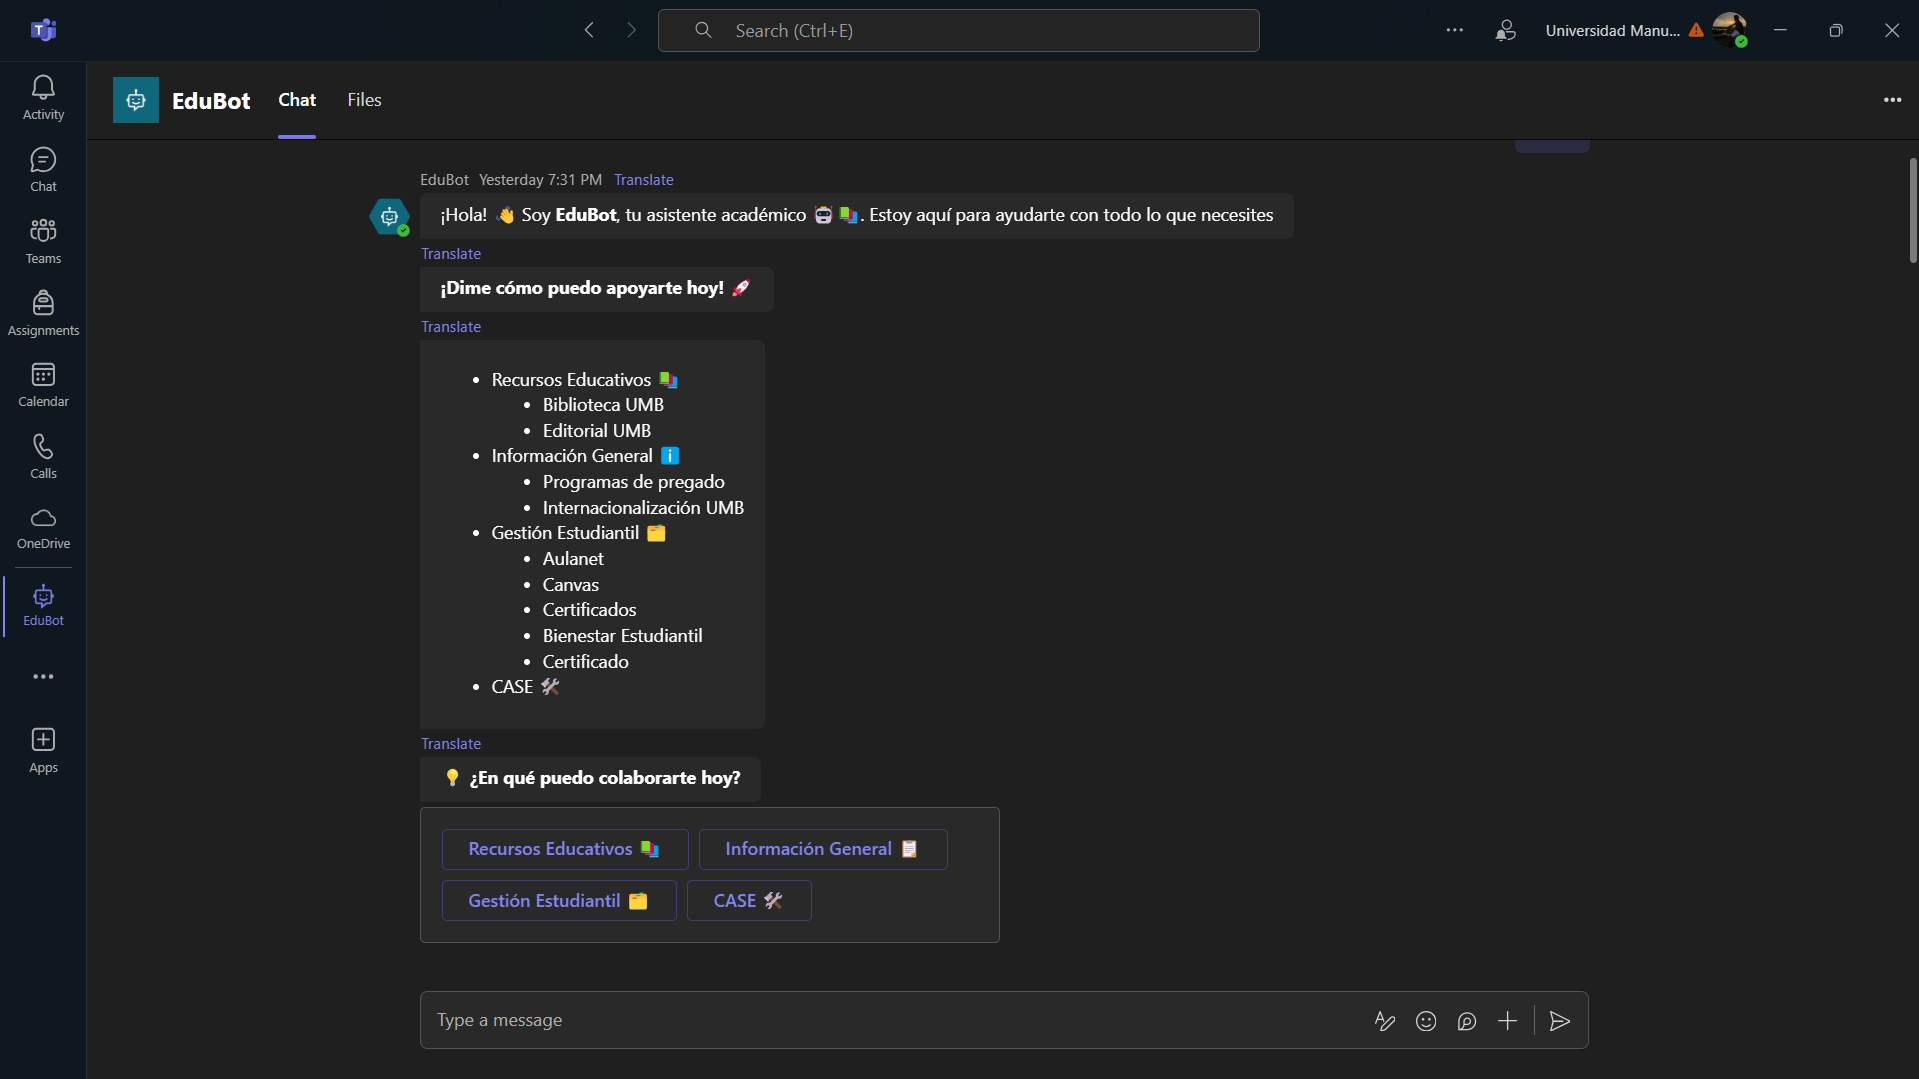 Search (Ctrl+E)
Universidad Manu...
Activity
Chat
Teams
Assignments
Calendar
Calls
OneDrive
EduBot
Apps
EduBot
Chat
Files
EduBot Yesterday 7:31 PM Translate
¡Hola! 👋 Soy EduBot, tu asistente académico 🤖 📚. Estoy aquí para ayudarte con todo lo que necesites
Translate
¡Dime cómo puedo apoyarte hoy! 🚀
Translate
• Recursos Educativos 📚
• Biblioteca UMB
• Editorial UMB
• Información General ℹ️
• Programas de pregado
• Internacionalización UMB
• Gestión Estudiantil 🗂️
• Aulanet
• Canvas
• Certificados
• Bienestar Estudiantil
• Certificado
• CASE 🛠️
Translate
💡 ¿En qué puedo colaborarte hoy?
Recursos Educativos 📚
Información General 📋
Gestión Estudiantil 🗂️
CASE 🛠️
Type a message